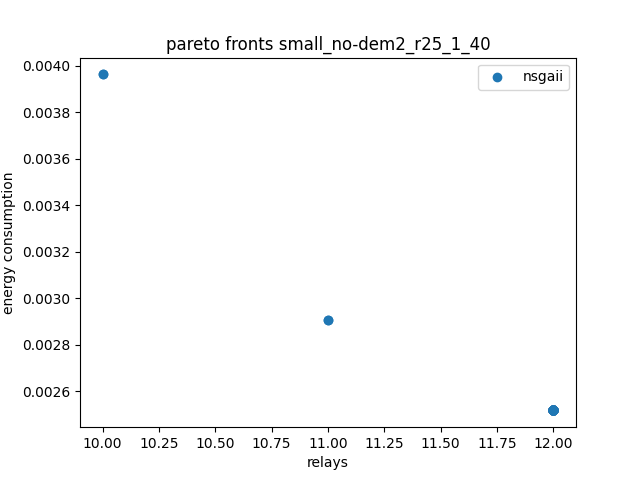 pareto fronts small_no-dem2_r25_1_40
nsgaii
0.0040
0.0038
0.0036
0.0034
0.0032
0.0030
0.0028
0.0026
energy consumption
10.00 10.25 10.50 10.75 11.00 11.25 11.50 11.75 12.00
relays